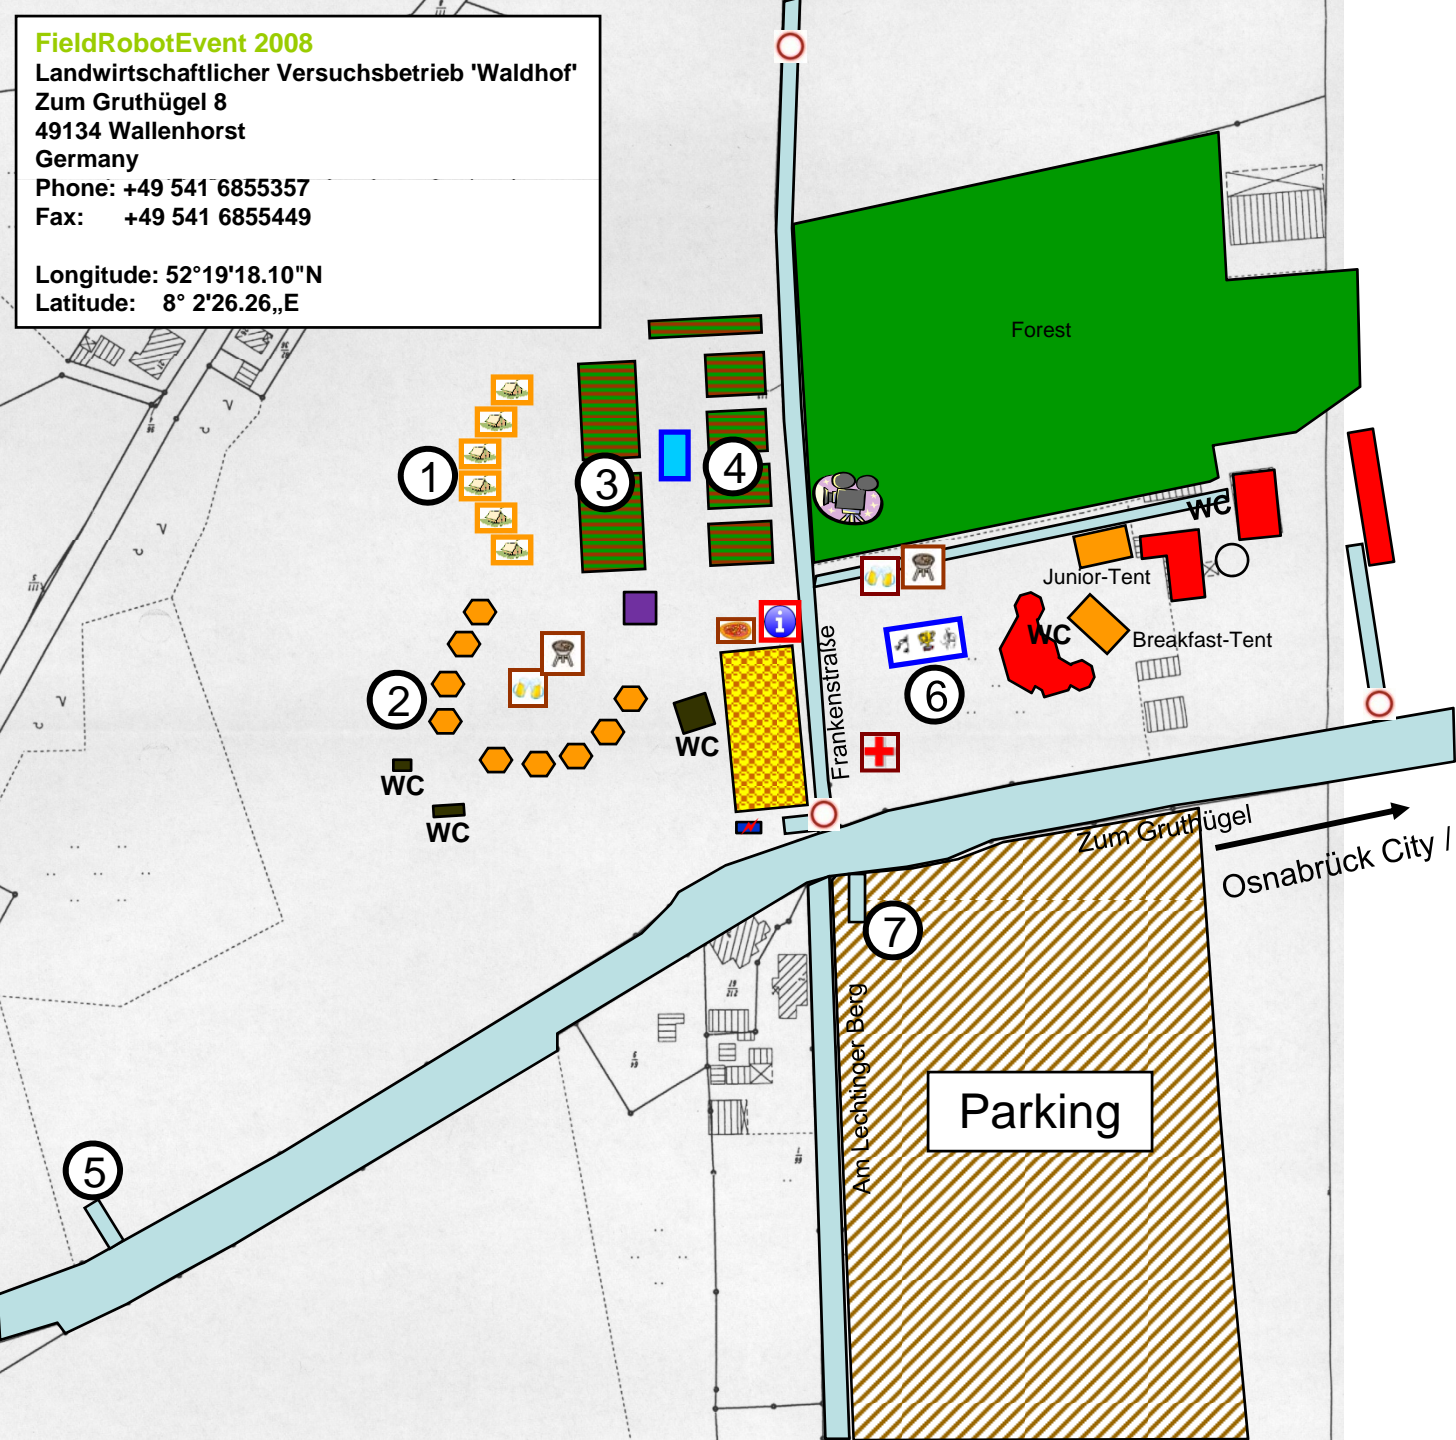 FieldRobotEvent 2008
Landwirtschaftlicher Versuchsbetrieb 'Waldhof'
Zum Gruthügel 8
49134 Wallenhorst
Germany
Phone: +49 541 6855357
Fax: +49 541 6855449
Longitude: 52°19'18.10"N
Latitude: 8° 2'26.26„E
Forest
1
3
4
WC
Junior-Tent
i
WC
Breakfast-Tent
Frankenstraße
2
6
WC
WC
WC
Zum Gruthügel
Osnabrück City /
7
Am Lechtinger Berg
Parking
5